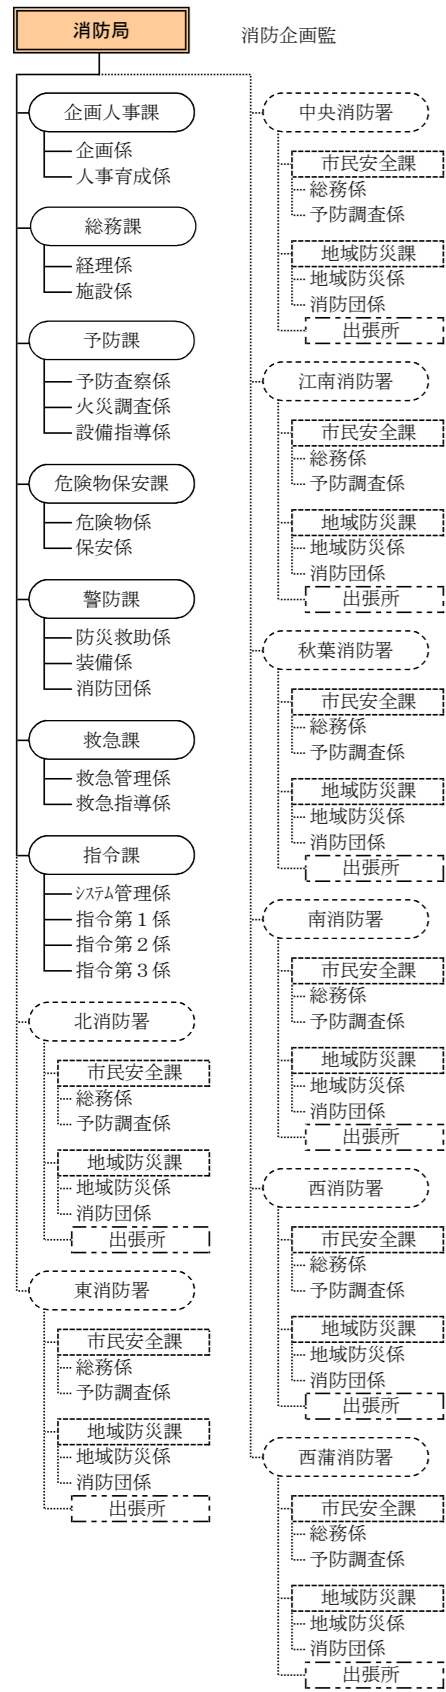 消防局
消防企画監
企画人事課
企画係
人事育成係
総務課
経理係
施設係
予防課
予防査察係
火災調査係
設備指導係
危険物保安課
危険物係
保安係
警防課
防災救助係
装備係
消防団係
救急課
救急管理係
救急指導係
指令課
ｼｽﾃﾑ管理係
指令第１係
指令第２係
指令第３係
北消防署
市民安全課
総務係
予防調査係
地域防災課
地域防災係
消防団係
出張所
東消防署
市民安全課
総務係
予防調査係
地域防災課
地域防災係
消防団係
出張所
中央消防署
市民安全課
総務係
予防調査係
地域防災課
地域防災係
消防団係
出張所
江南消防署
市民安全課
総務係
予防調査係
地域防災課
地域防災係
消防団係
出張所
秋葉消防署
市民安全課
総務係
予防調査係
地域防災課
地域防災係
消防団係
出張所
南消防署
市民安全課
総務係
予防調査係
地域防災課
地域防災係
消防団係
出張所
西消防署
市民安全課
総務係
予防調査係
地域防災課
地域防災係
消防団係
出張所
西蒲消防署
市民安全課
総務係
予防調査係
地域防災課
地域防災係
消防団係
出張所